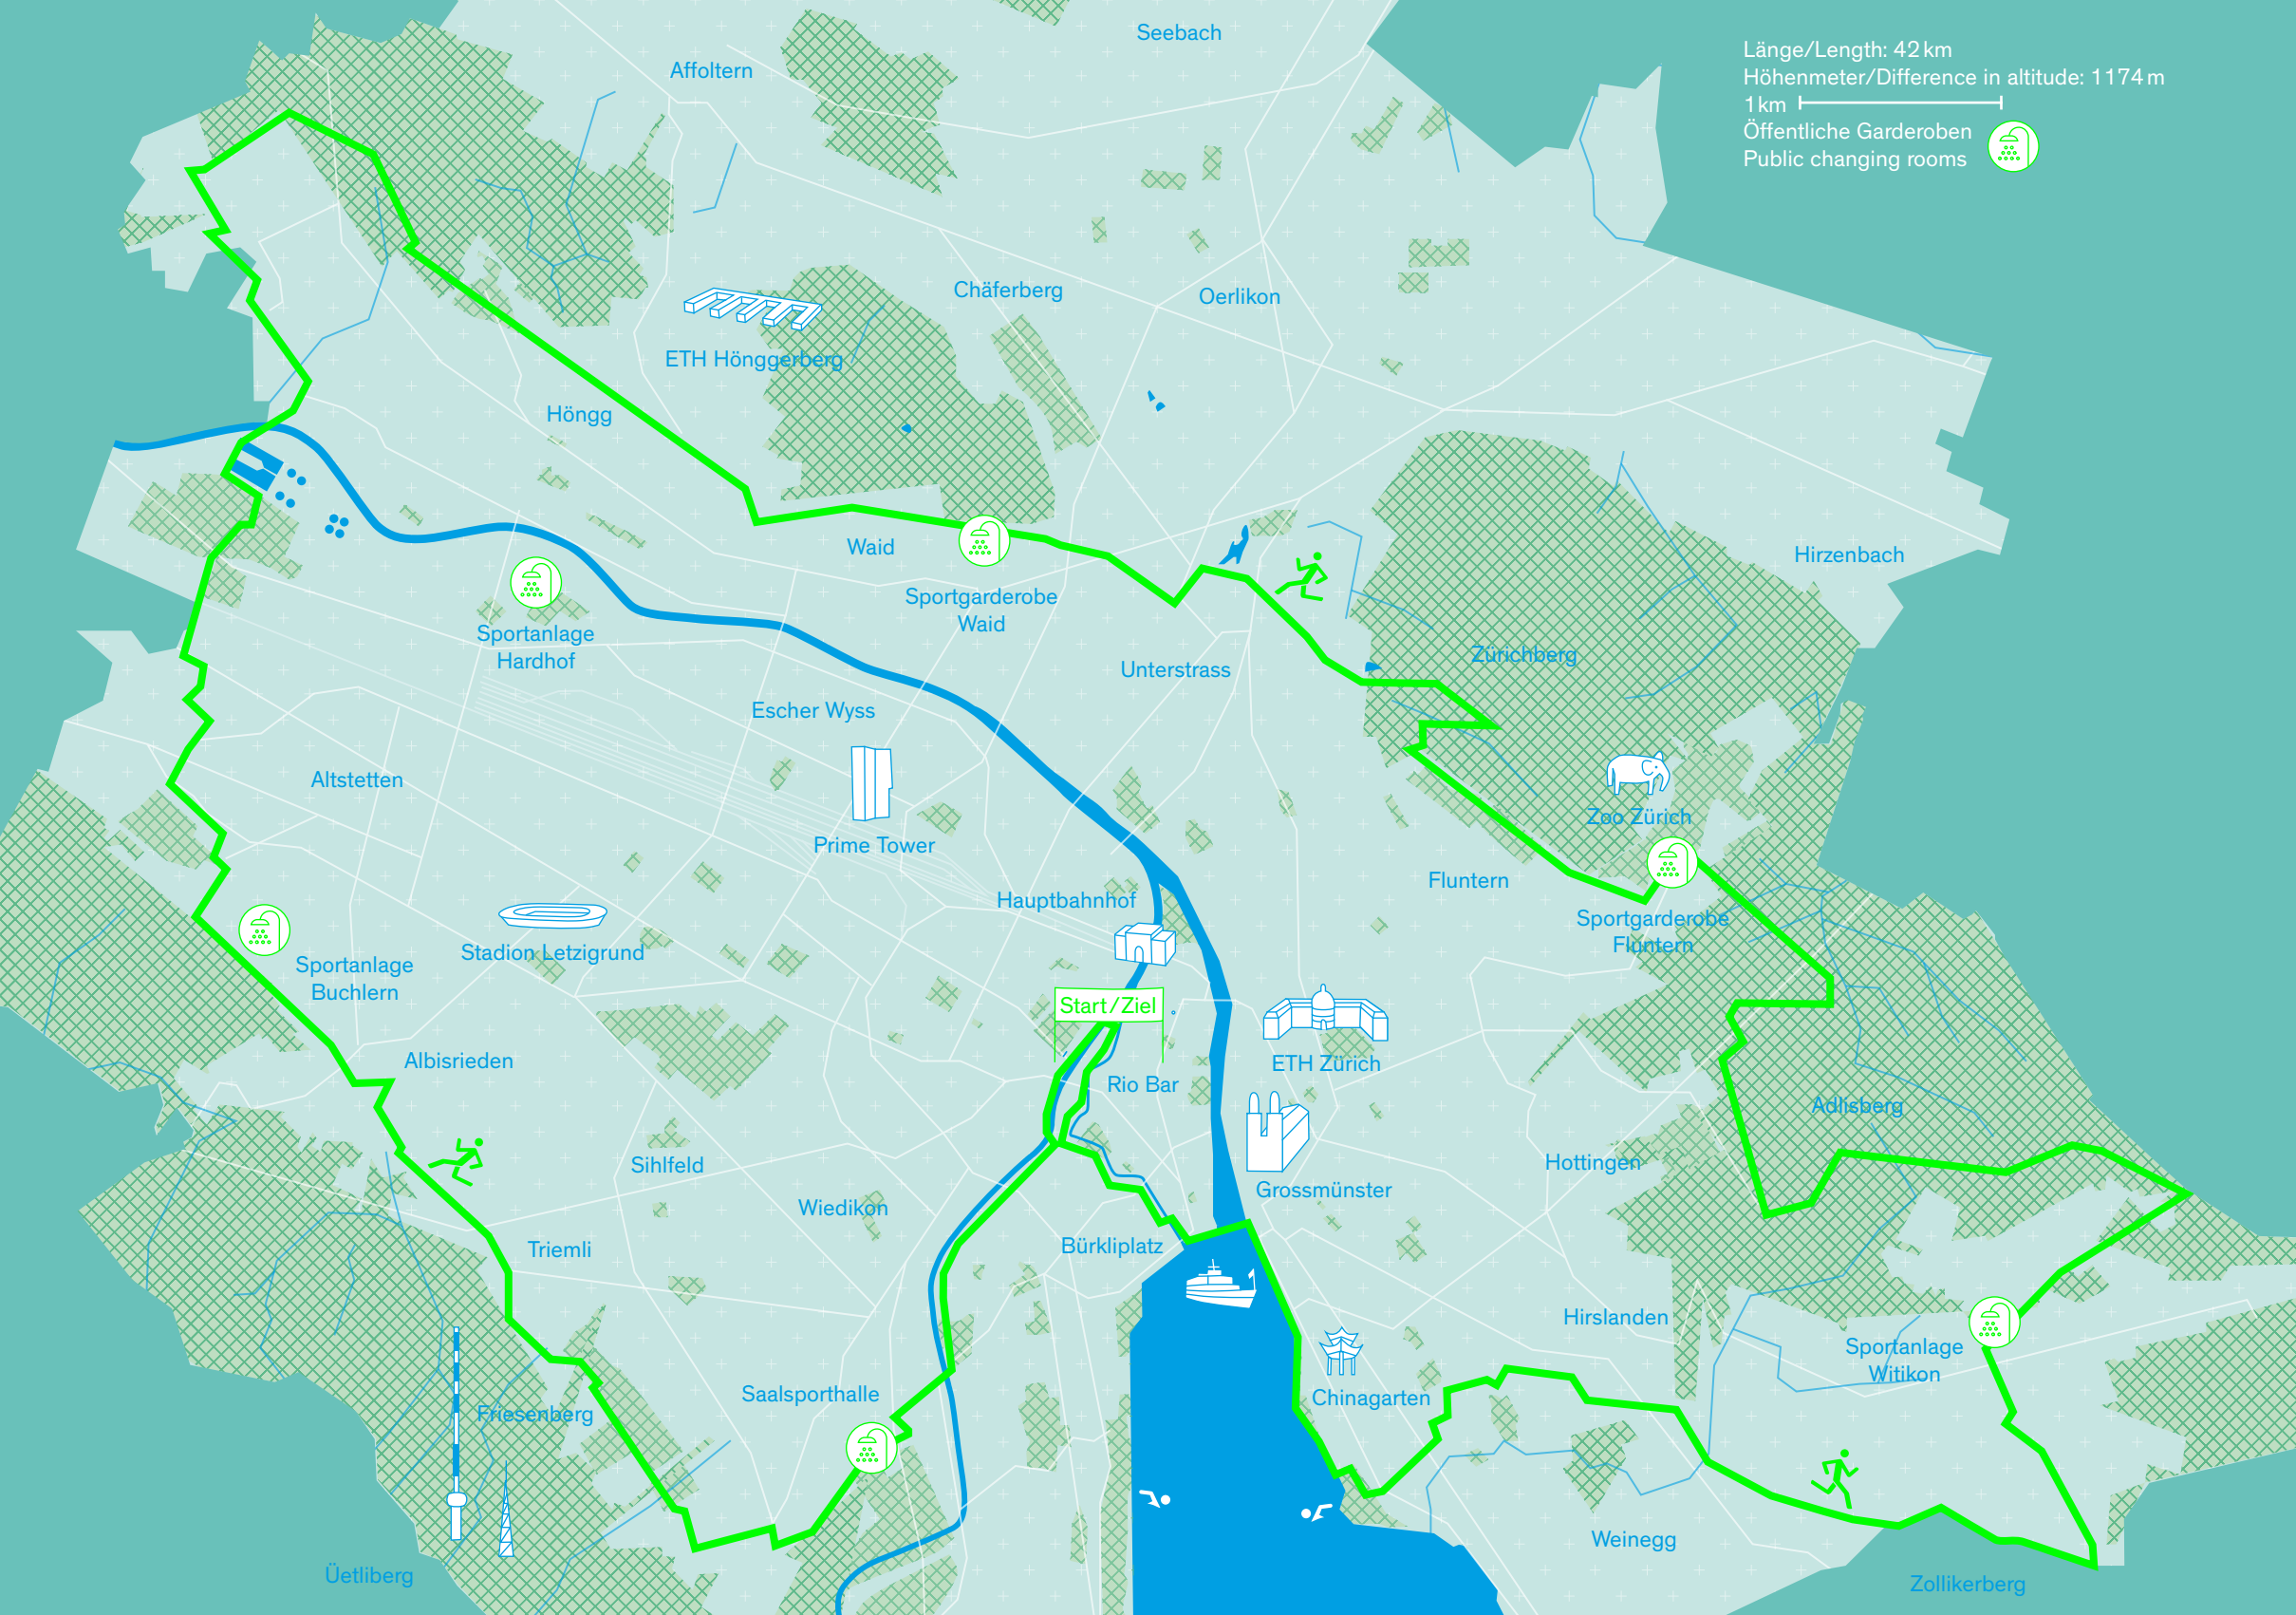 Seebach
Länge/Length: 42 km
Höhenmeter/Difference in altitude: 1174 m
1 km
Öffentliche Garderoben
Public changing rooms
Affoltern
Chäferberg
Oerlikon
ETH Hönggerberg
Höngg
Waid
Sportgarderobe
Waid
Hirzenbach
Sportanlage
Hardhof
Unterstrass
Zürichberg
Escher Wyss
Altstetten
Zoo Zürich
Prime Tower
Fluntern
Hauptbahnhof
Sportgarderobe
Fluntern
Stadion Letzigrund
Sportanlage
Buchlern
Start/Ziel
Albisrieden
ETH Zürich
Rio Bar
Adlisberg
Sihlfeld
Hottingen
Grossmünster
Wiedikon
Triemli
Bürkliplatz
Hirslanden
Sportanlage
Witikon
Saalsporthalle
Chinagarten
Friesenberg
Weinegg
Üetliberg
Zollikerberg